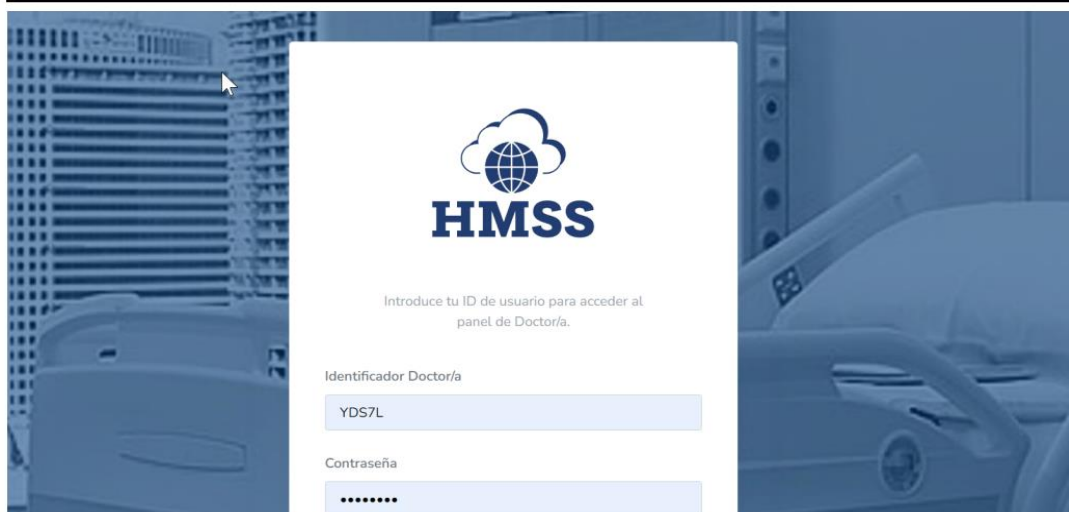 HMSS
Introduce tu ID de usuario para acceder al
panel de Doctor/a.
Identificador Doctor/a
YDS7L
Contraseña
••••••••